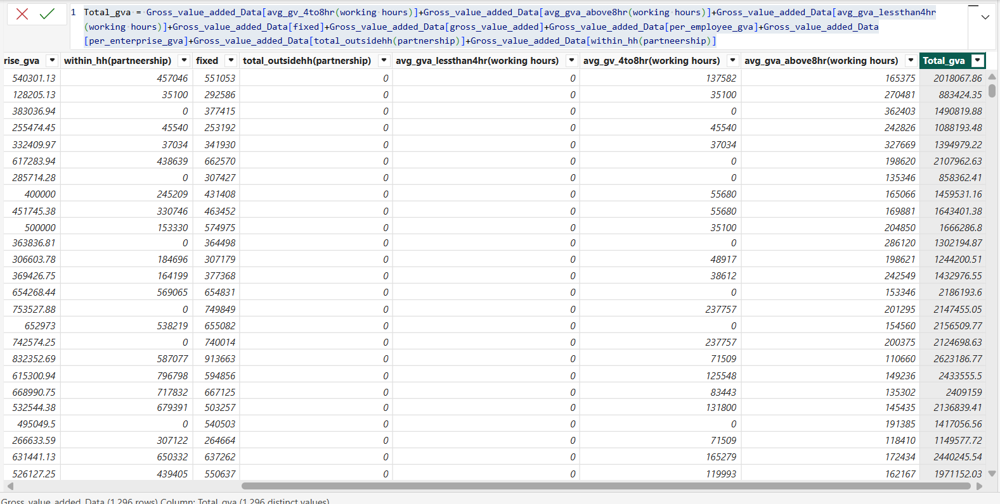 1 Total_gva = Gross_value_added_Data[avg_gv_4to8hr(working hours)]+Gross_value_added_Data[avg_gva_above8hr(working hours)]+Gross_value_added_Data[avg_gva_lessthan4hr
(working hours)]+Gross_value_added_Data[fixed]+Gross_value_added_Data[gross_value_added]+Gross_value_added_Data[per_employee_gva]+Gross_value_added_Data
[per_enterprise_gva]+Gross_value_added_Data[total_outsidehh(partnership)]+Gross_value_added_Data[within_hh(partneership)]
rise_gva within_hh(partneership) fixed total_outsidehh(partnership) avg_gva_lessthan4hr(working hours) avg_gv_4to8hr(working hours) avg_gva_above8hr(working hours) Total_gva
540301.13 457046 551053 0 0 137582 165375 2018067.86
128205.13 35100 292586 0 0 35100 270481 883424.35
383036.94 0 377415 0 0 0 362403 1490819.88
255474.45 45540 253192 0 0 45540 242826 1088193.48
332409.97 37034 341930 0 0 37034 327669 1394979.22
617283.94 438639 662570 0 0 0 198620 2107962.63
285714.28 0 307427 0 0 0 135346 858362.41
400000 245209 431408 0 0 55680 165066 1459531.16
451745.38 330746 463452 0 0 55680 169881 1643401.38
500000 153330 574975 0 0 35100 204850 1666286.8
363836.81 0 364498 0 0 0 286120 1302194.87
306603.78 184696 307179 0 0 48917 198621 1244200.51
369426.75 164199 377368 0 0 38612 242549 1432976.55
654268.44 569065 654831 0 0 0 153346 2186193.6
753527.88 0 749849 0 0 237757 201295 2147455.05
652973 538219 655082 0 0 0 154560 2156509.77
742574.25 0 740014 0 0 237757 200375 2124698.63
832352.69 587077 913663 0 0 71509 110660 2623186.77
615300.94 796798 594856 0 0 125548 149236 2433555.5
668990.75 717832 667125 0 0 83443 135302 2409159
532544.38 679391 503257 0 0 131800 145435 2136839.41
495049.5 0 540503 0 0 0 191385 1417056.56
266633.59 307122 264664 0 0 71509 118410 1149577.72
631441.13 650332 637262 0 0 165279 172434 2440245.54
526127.25 439405 550637 0 0 119993 162167 1971152.03
Gross_value_added_Data (1,296 rows) Column: Total_gva (1,296 distinct values)